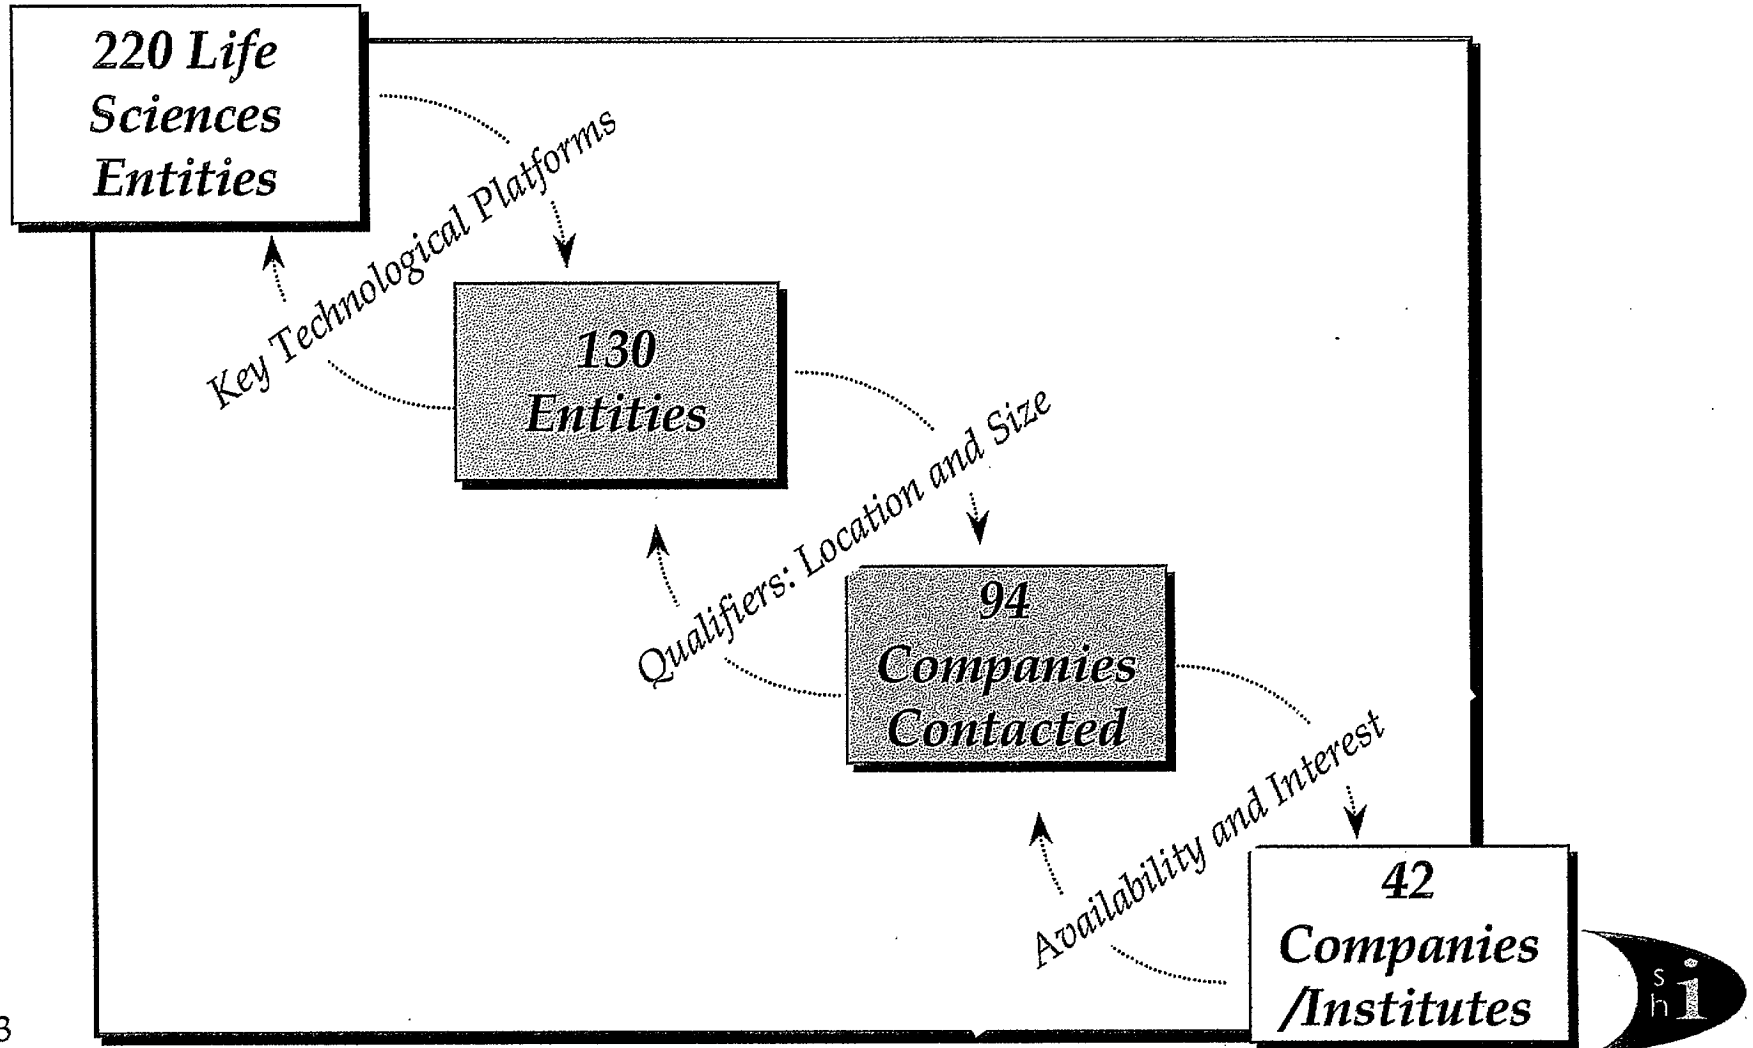 220 Life
Sciences
Entities
Key Technological Platforms
130
Entities
Qualifiers: Location and Size
94
Companies
Contacted
Availability and Interest
42
Companies
/Institutes
s
h i
3